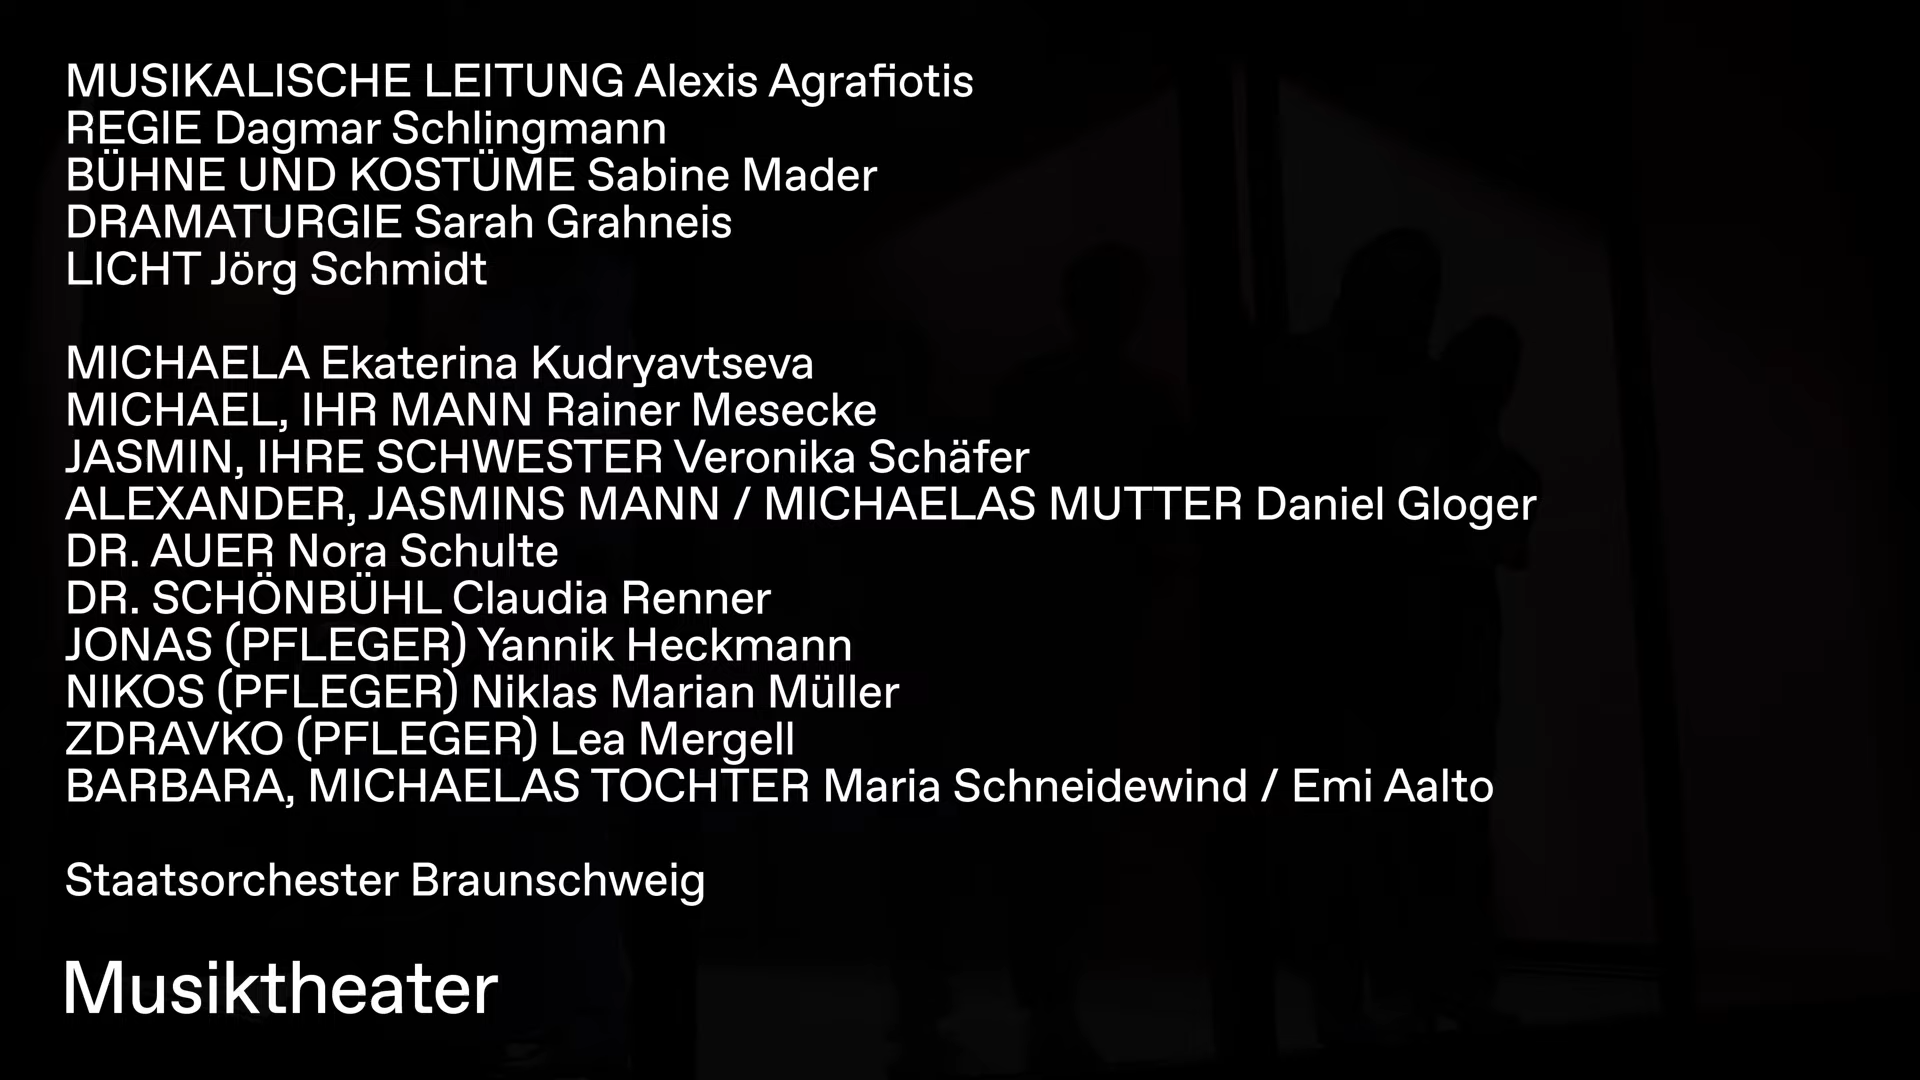 MUSIKALISCHE LEITUNG Alexis Agrafiotis
REGIE Dagmar Schlingmann
BÜHNE UND KOSTÜME Sabine Mader
DRAMATURGIE Sarah Grahneis
LICHT Jörg Schmidt
MICHAELA Ekaterina Kudryavtseva
MICHAEL, IHR MANN Rainer Mesecke
JASMIN, IHRE SCHWESTER Veronika Schäfer
ALEXANDER, JASMINS MANN / MICHAELAS MUTTER Daniel Gloger
DR. AUER Nora Schulte
DR. SCHÖNBÜHL Claudia Renner
JONAS (PFLEGER) Yannik Heckmann
NIKOS (PFLEGER) Niklas Marian Müller
ZDRAVKO (PFLEGER) Lea Mergell
BARBARA, MICHAELAS TOCHTER Maria Schneidewind / Emi Aalto
Staatsorchester Braunschweig
Musiktheater